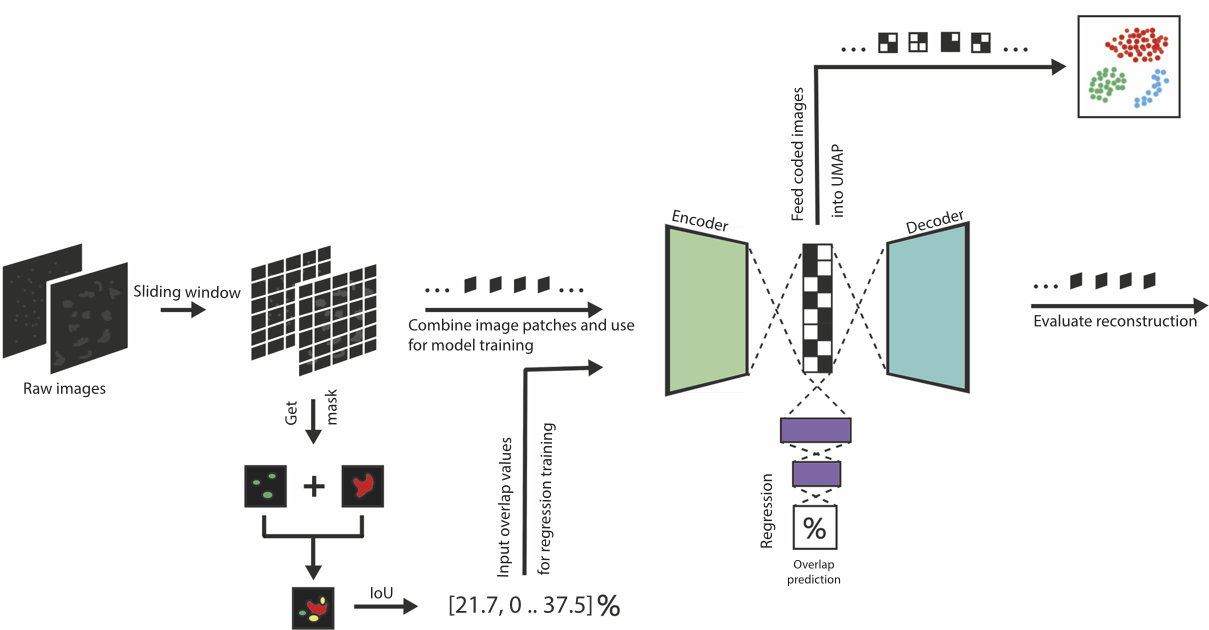 Feed coded images
into UMAP
Encoder
Decoder
Sliding window
Raw images
Combine image patches and use
for model training
Evaluate reconstruction
Get
mask
+
Input overlap values
for regression training
IoU
[21.7, 0 .. 37.5]%
Regression
%
Overlap
prediction